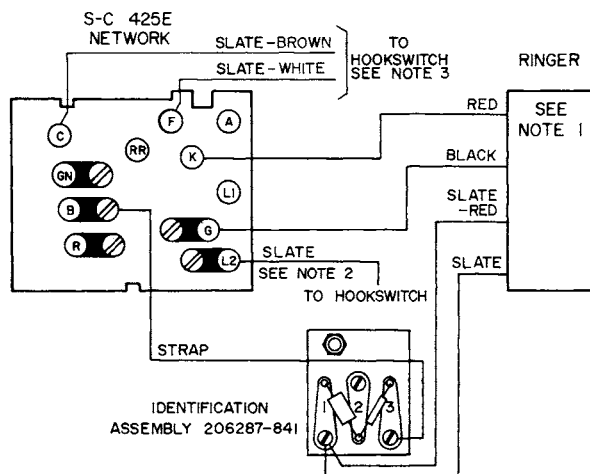 S-C 425E
NETWORK
SLATE-BROWN
SLATE-WHITE
TO
HOOKSWITCH
SEE NOTE 3
RINGER
SEE
NOTE 1
RED
BLACK
SLATE
-RED
SLATE
C
F
A
RR
K
GN
L1
B
G
R
L2
SLATE
SEE NOTE 2
TO HOOKSWITCH
STRAP
1
2
3
IDENTIFICATION
ASSEMBLY 206287-841